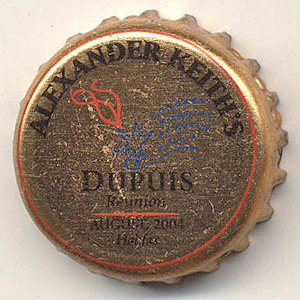 ALEXANDER KEITH'S
DUPUIS
Reunion
AUGUST 2004
Halifax